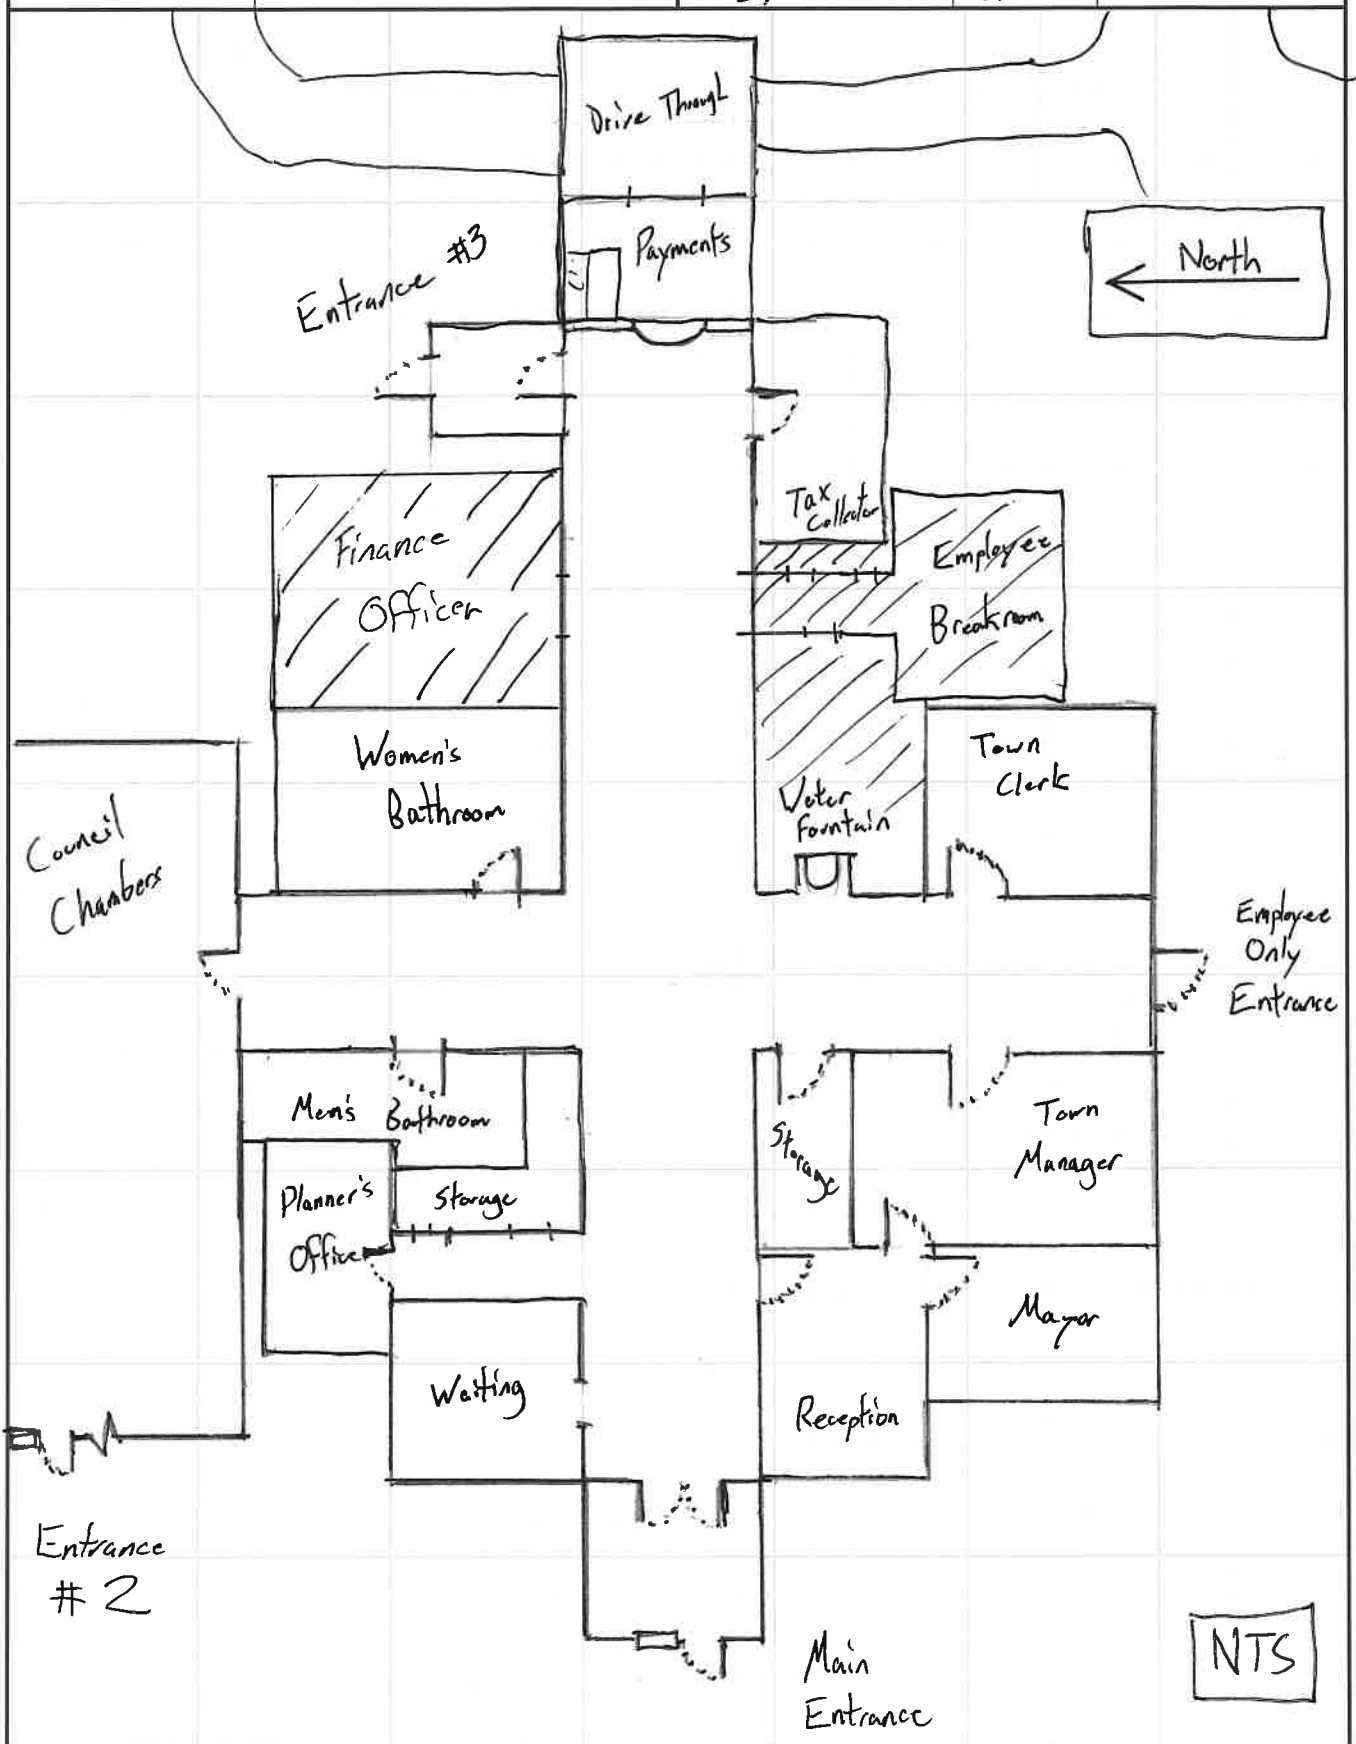 Drive Through
Payments
North
Entrance #3
Tax
Collector
Finance
Officer
Employee
Breakroom
Women's
Bathroom
Town
Clerk
Water
Fountain
Council
Chambers
Employee
Only
Entrance
Men's Bathroom
Town
Manager
Storage
Storage
Planner's
Office
Mayor
Waiting
Reception
Entrance
#2
Main
Entrance
NTS